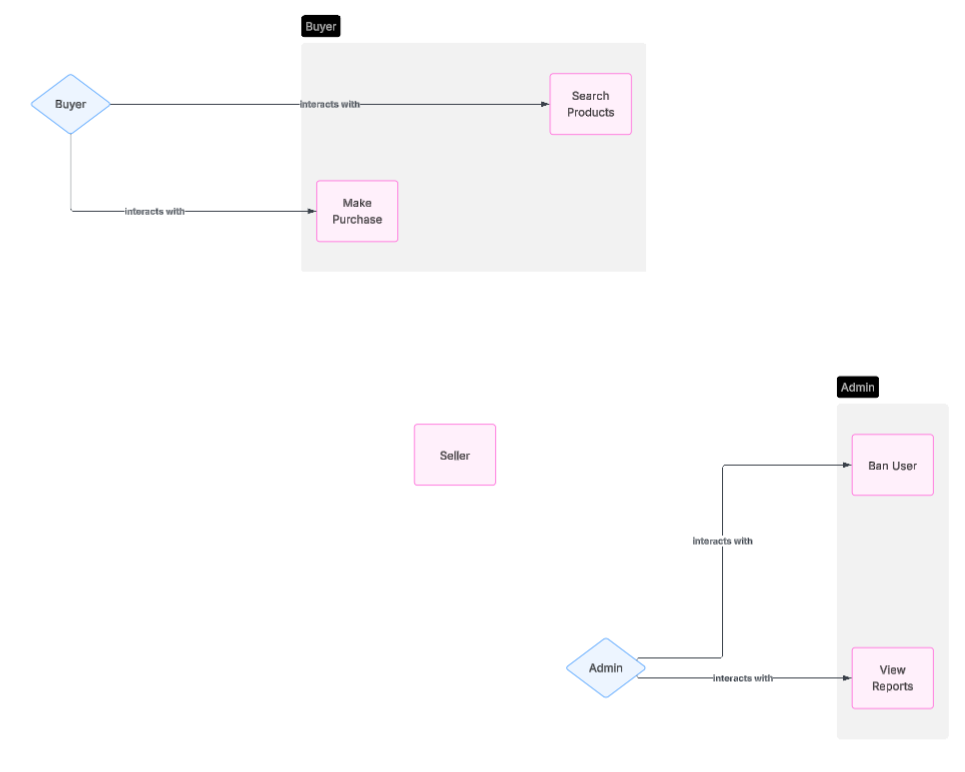 Buyer
Buyer
interacts with
Search
Products
interacts with
Make
Purchase
Admin
Seller
Ban User
interacts with
Admin
interacts with
View
Reports